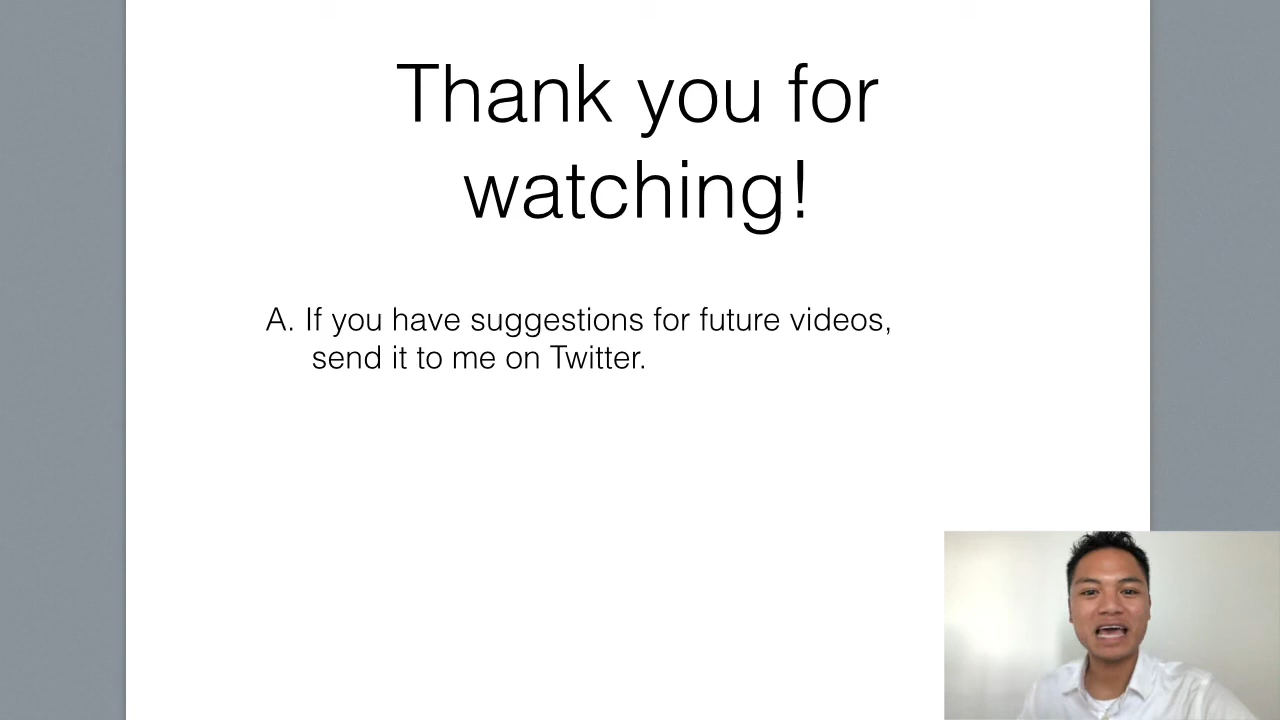 Thank you for
watching!
A. If you have suggestions for future videos,
send it to me on Twitter.